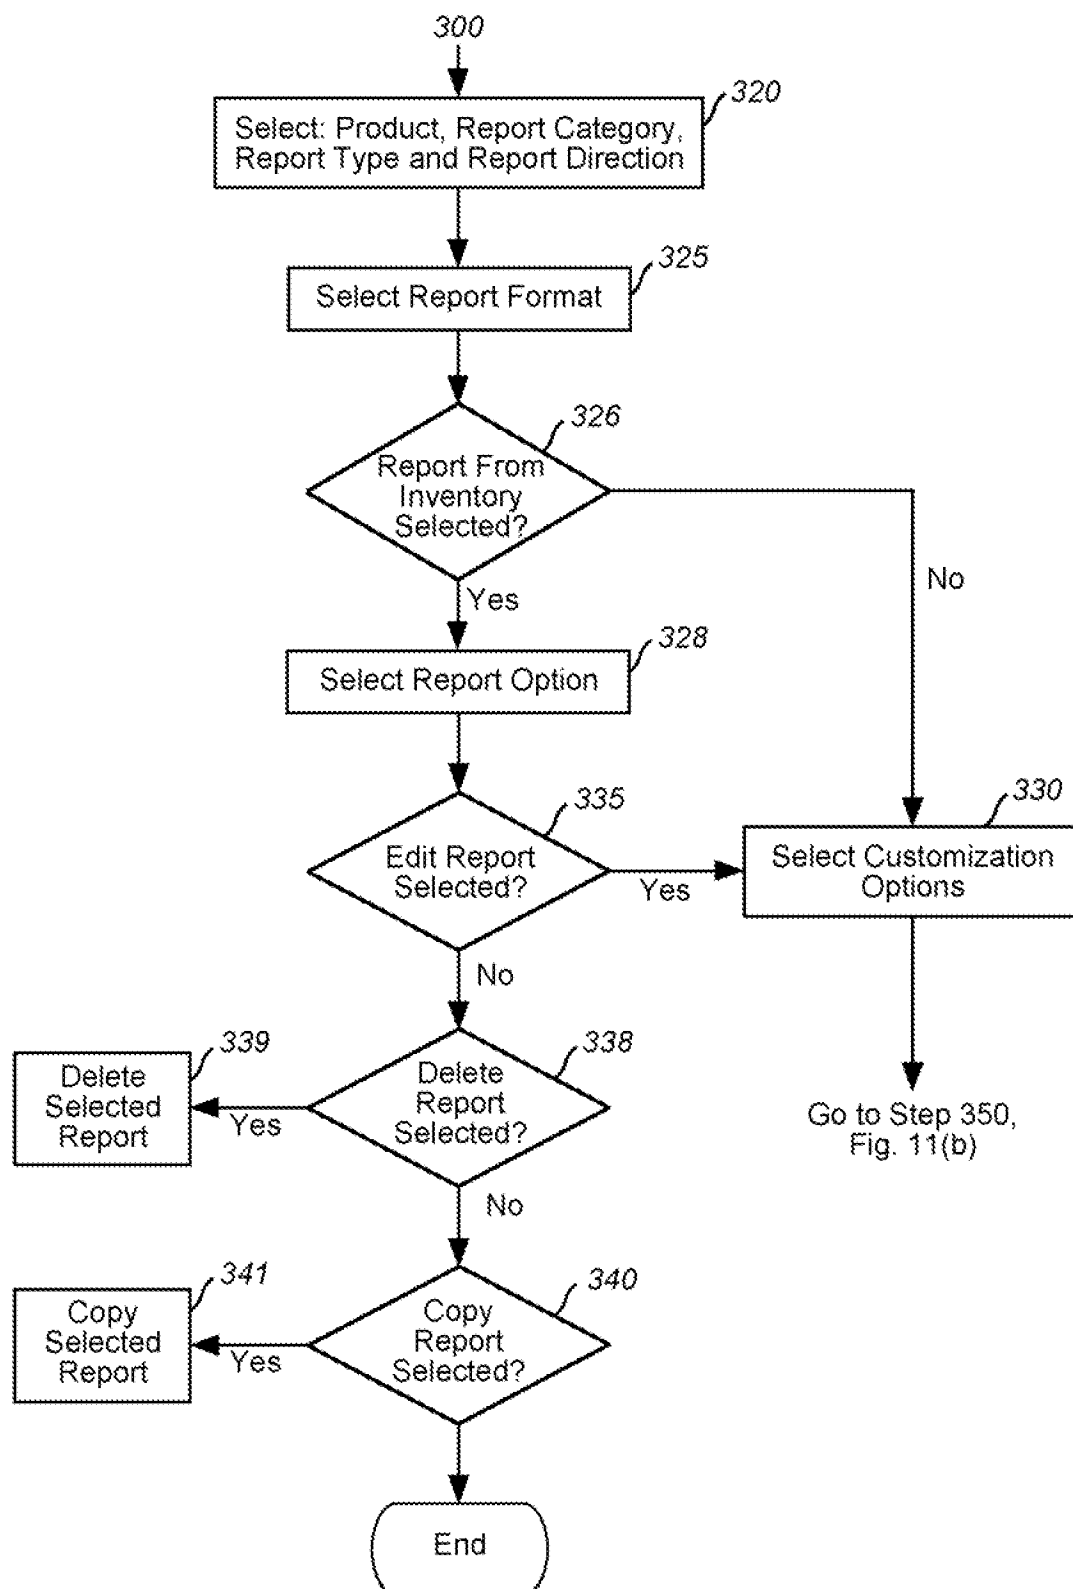 300
320
Select: Product, Report Category,
Report Type and Report Direction
325
Select Report Format
326
Report From
Inventory
Selected?
No
Yes
328
Select Report Option
335
Edit Report
Selected?
Yes
330
Select Customization
Options
No
339
Delete
Selected
Report
Yes
338
Delete
Report
Selected?
Go to Step 350,
Fig. 11(b)
No
341
Copy
Selected
Report
Yes
340
Copy
Report
Selected?
End